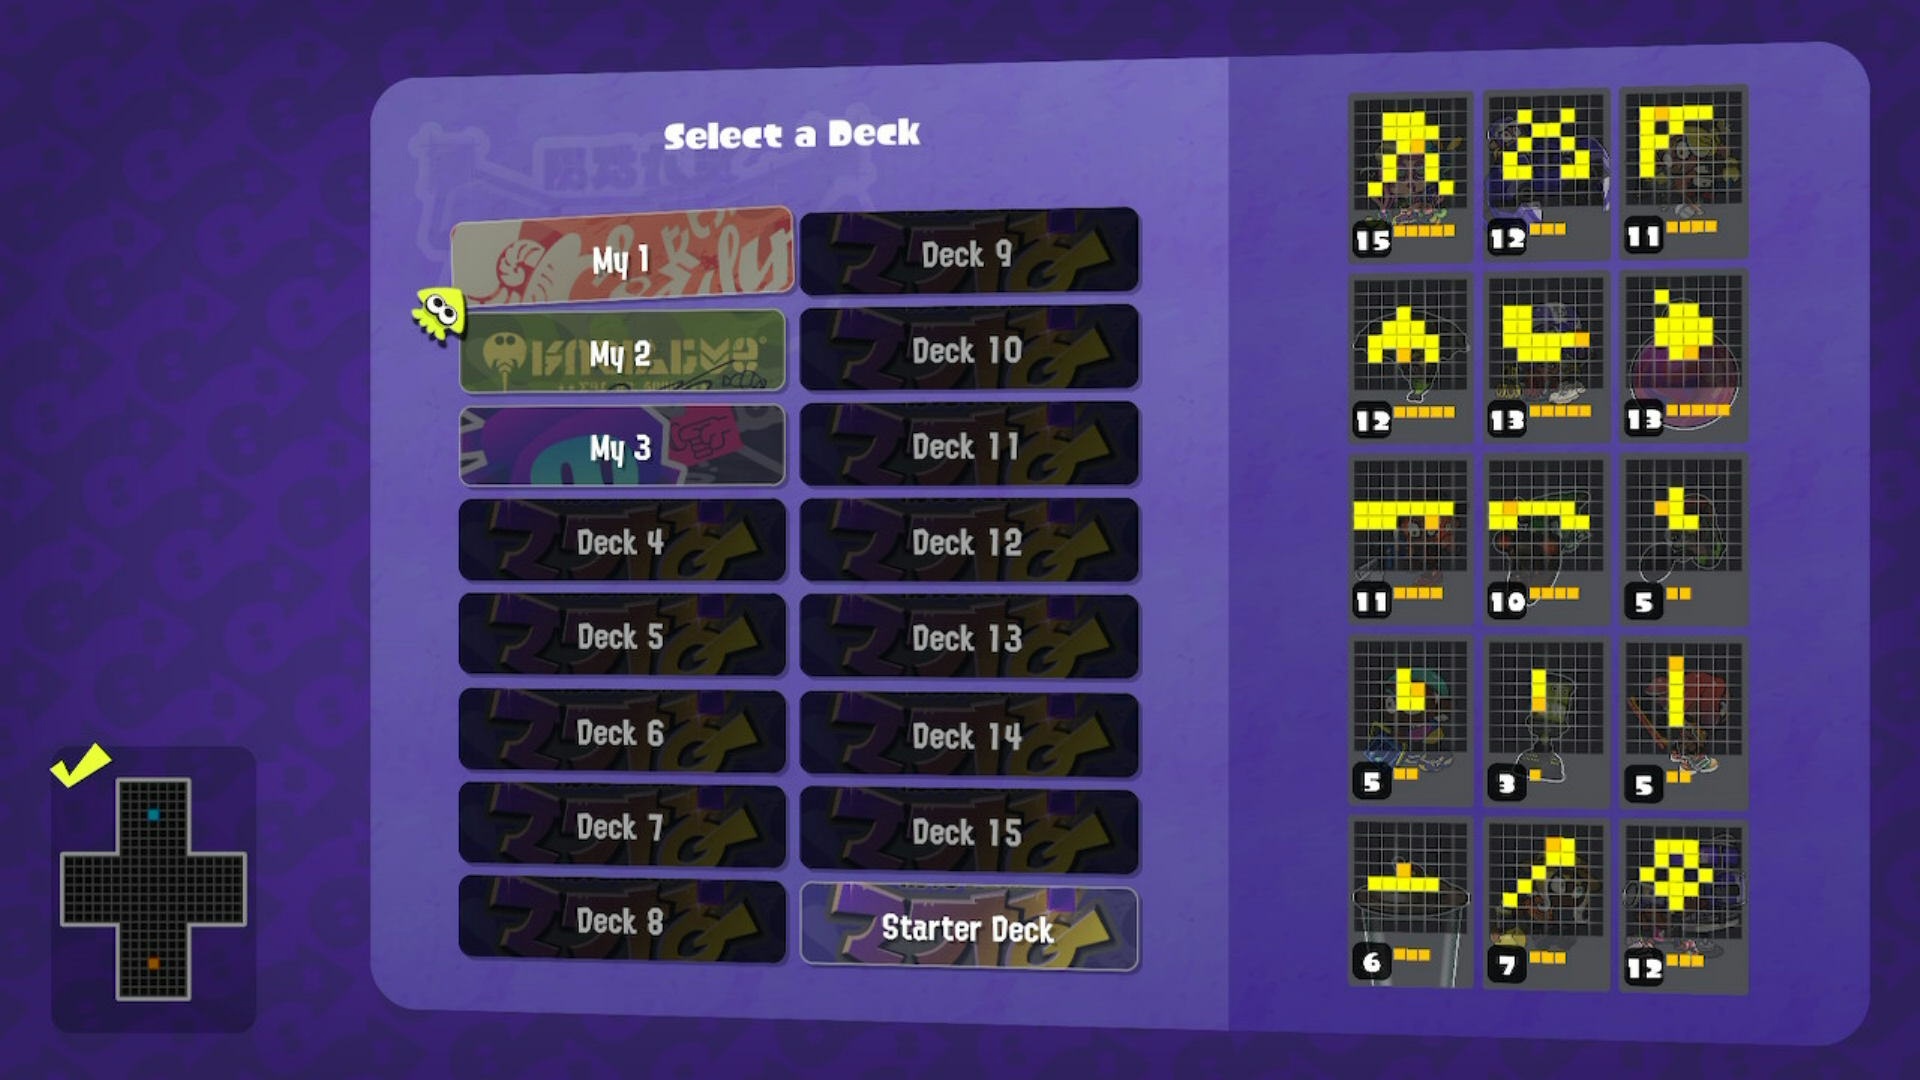 Select a Deck
My 1
My 2
My 3
Deck 4
Deck 5
Deck 6
Deck 7
Deck 8
Deck 9
Deck 10
Deck 11
Deck 12
Deck 13
Deck 14
Deck 15
Starter Deck
15 12 11
12 13 13
11 10 5
5 3 5
6 7 12